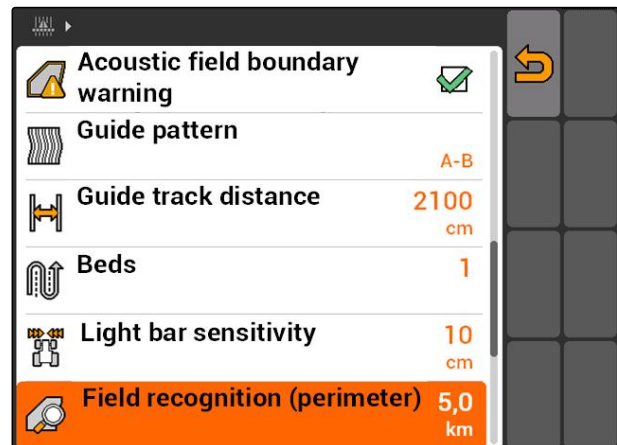 Acoustic field boundary
warning
Guide pattern
A-B
Guide track distance
2100
cm
Beds
1
Light bar sensitivity
10
cm
Field recognition (perimeter)
5,0
km